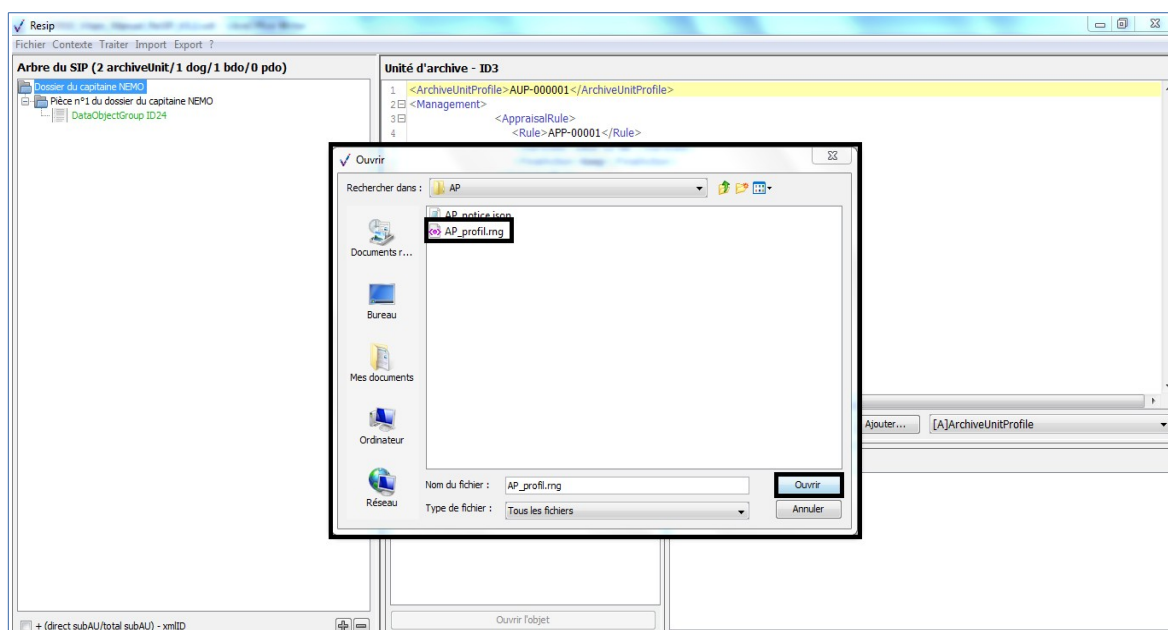 Resip
Fichier Contexte Traiter Import Export ?
Arbre du SIP (2 archiveUnit/1 dog/1 bdo/0 pdo)
Dossier du capitaine NEMO
Pièce n°1 du dossier du capitaine NEMO
DataObjectGroup ID24
Unité d'archive - ID3
1 <ArchiveUnitProfile>AUP-000001</ArchiveUnitProfile>
2 <Management>
3 <AppraisalRule>
4 <Rule>APP-00001</Rule>
Ouvrir
Rechercher dans : AP
AP_notice.json
AP_profil.rng
Documents r...
Bureau
Mes documents
Ordinateur
Réseau
Nom du fichier : AP_profil.rng
Ouvrir
Type de fichier : Tous les fichiers
Annuler
Ajouter... [A]ArchiveUnitProfile
Ouvrir l'objet
+ (direct subAU/total subAU) - xmlID